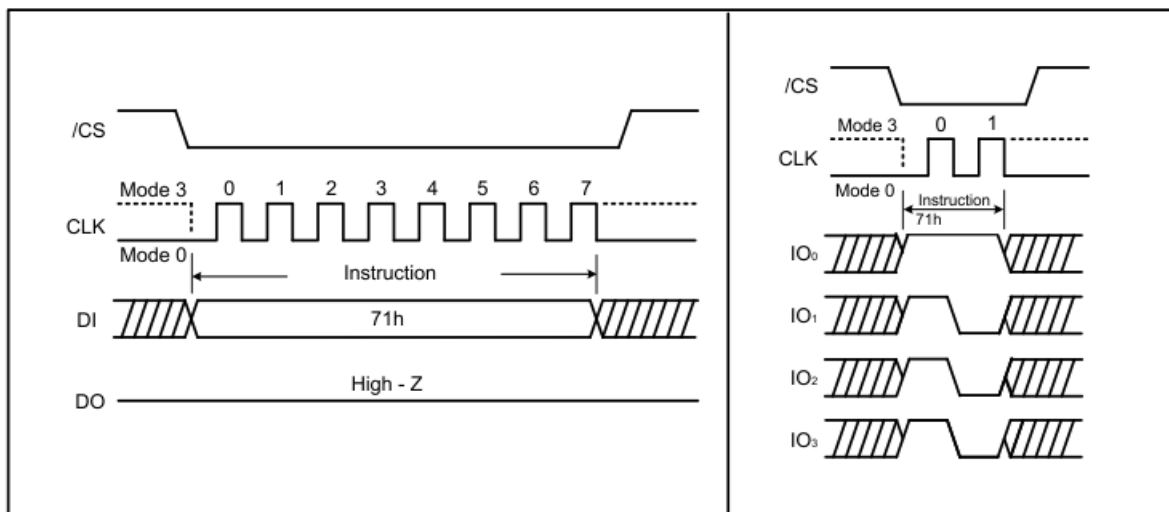 /CS
Mode 3
0 1 2 3 4 5 6 7
CLK
Mode 0
Instruction
DI
71h
High - Z
DO
/CS
Mode 3
0 1
CLK
Mode 0
Instruction
71h
IO₀
IO₁
IO₂
IO₃